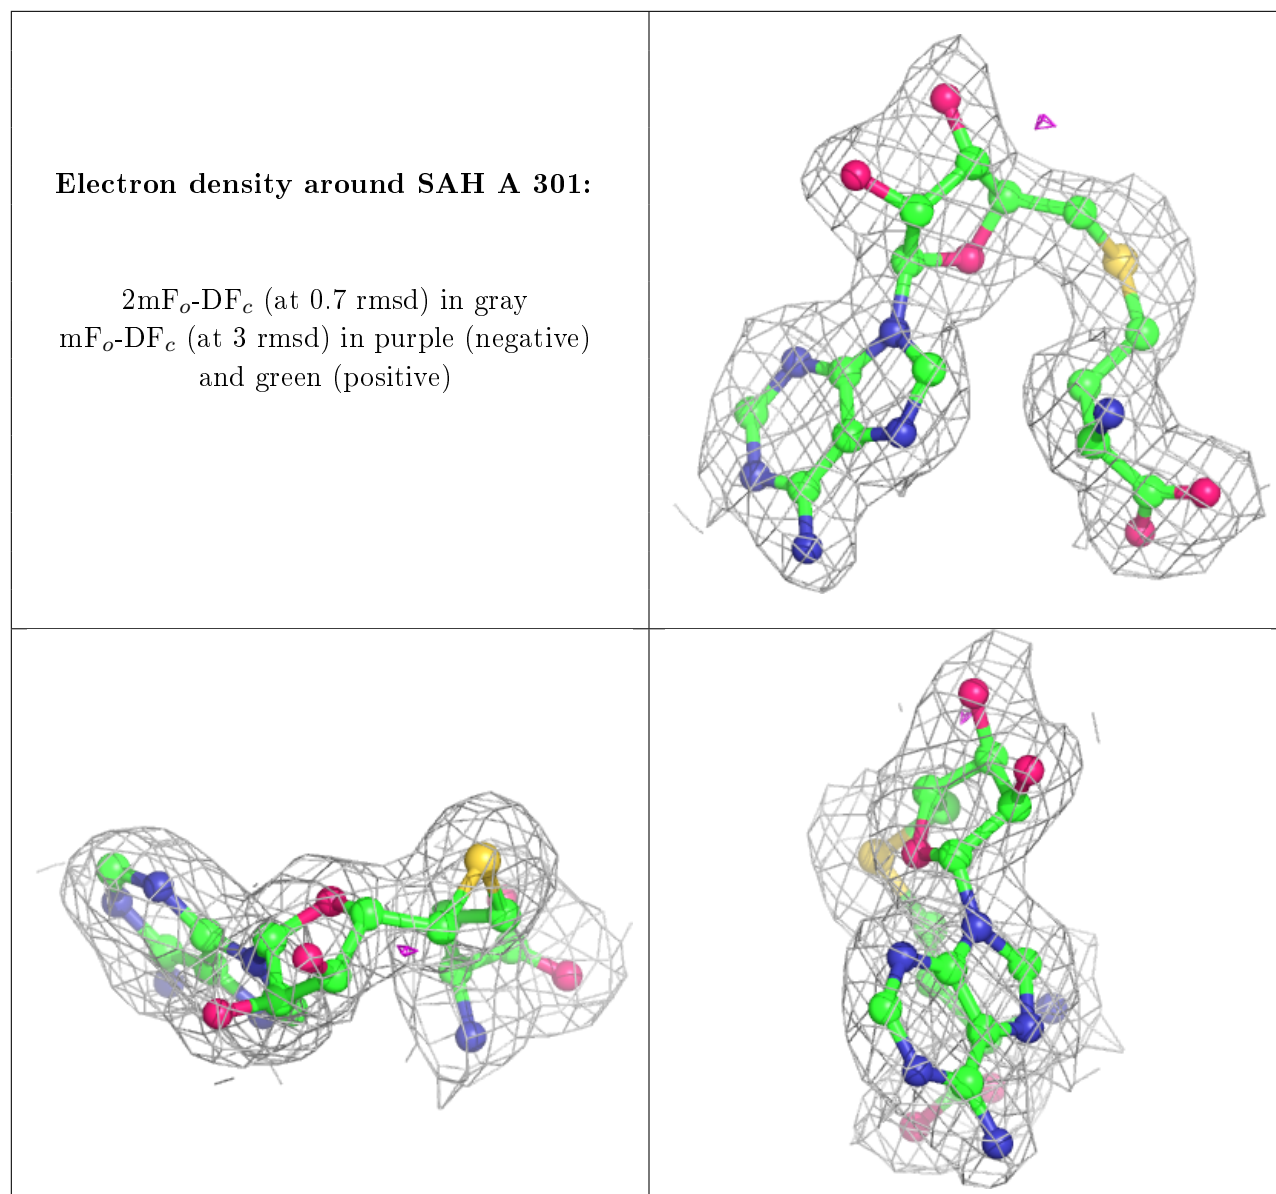 Electron density around SAH A 301:
2mFₒ-DF𝒸 (at 0.7 rmsd) in gray
mFₒ-DF𝒸 (at 3 rmsd) in purple (negative)
and green (positive)